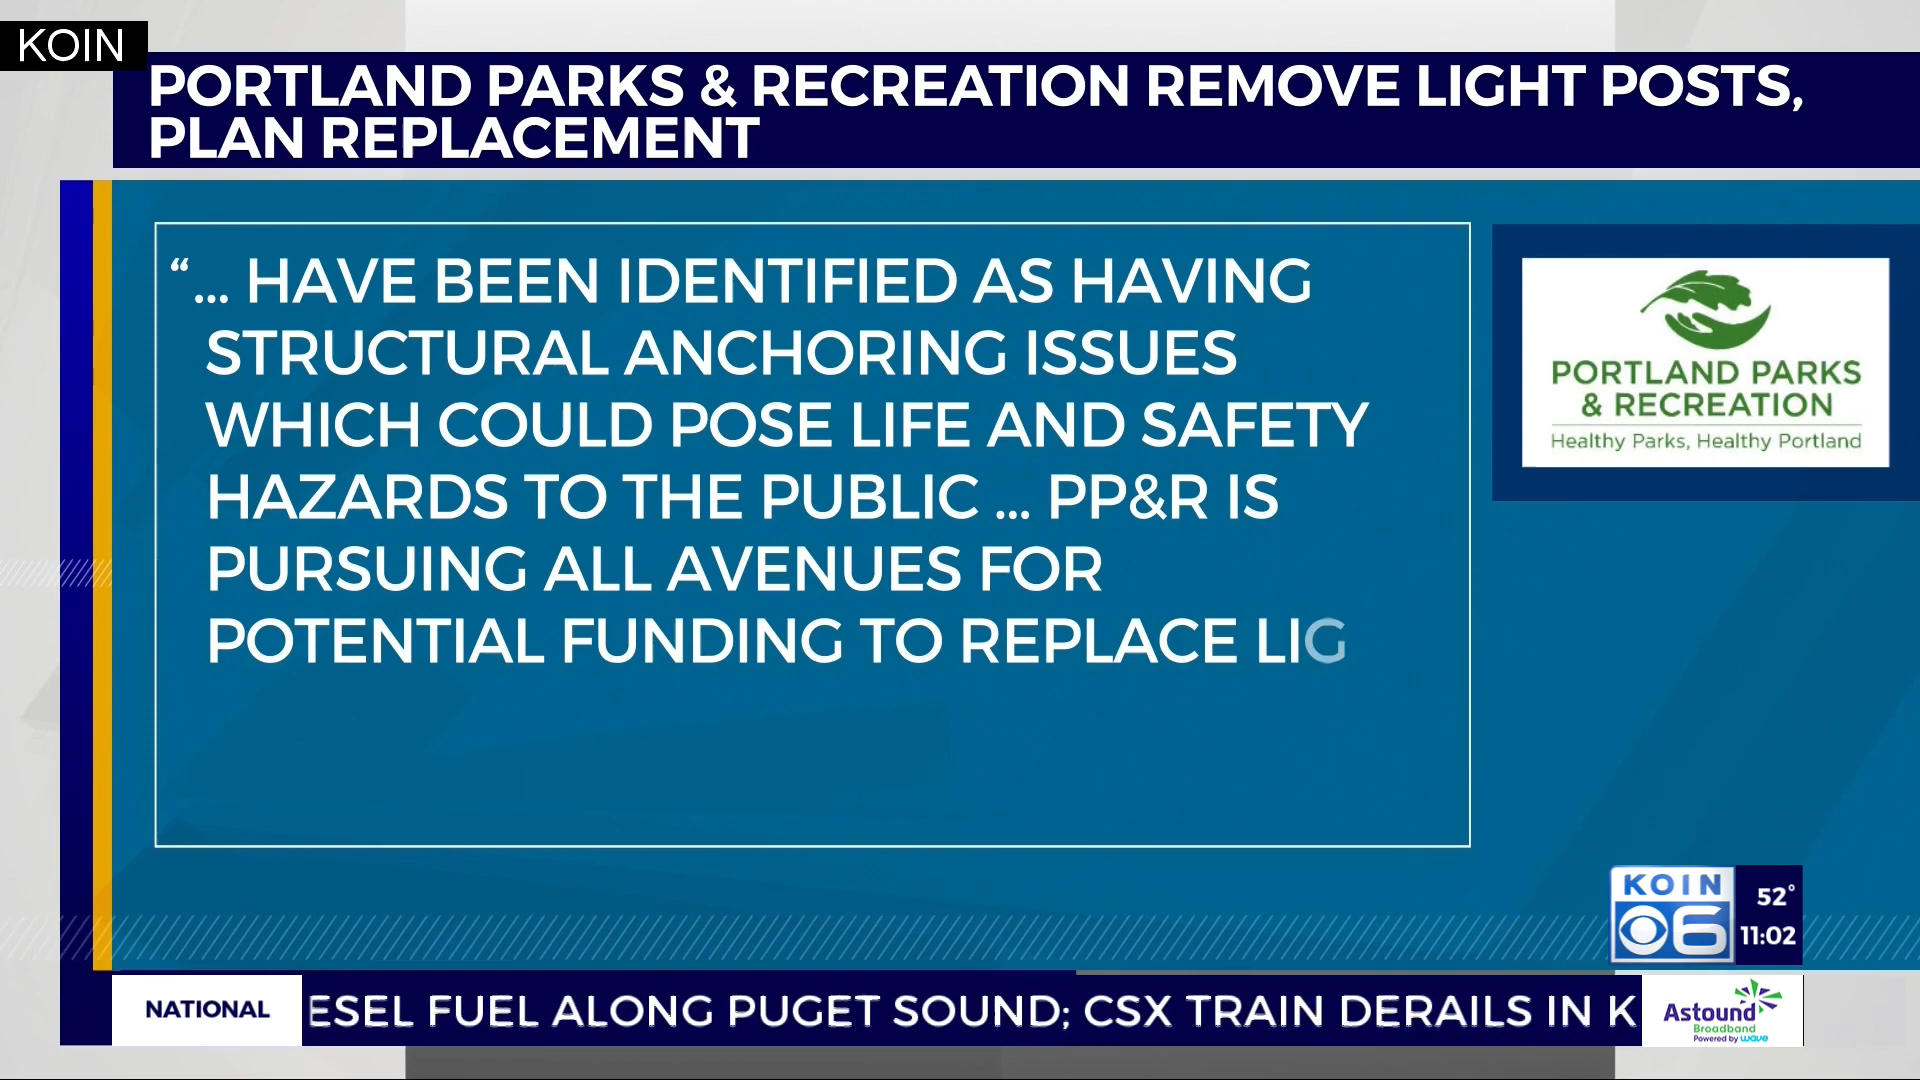 KOIN
PORTLAND PARKS & RECREATION REMOVE LIGHT POSTS,
PLAN REPLACEMENT
“... HAVE BEEN IDENTIFIED AS HAVING
STRUCTURAL ANCHORING ISSUES
WHICH COULD POSE LIFE AND SAFETY
HAZARDS TO THE PUBLIC ... PP&R IS
PURSUING ALL AVENUES FOR
POTENTIAL FUNDING TO REPLACE LIG
PORTLAND PARKS
& RECREATION
Healthy Parks, Healthy Portland
KOIN
6
52°
11:02
NATIONAL
ESEL FUEL ALONG PUGET SOUND; CSX TRAIN DERAILS IN K
Astound
Broadband
Powered by wave